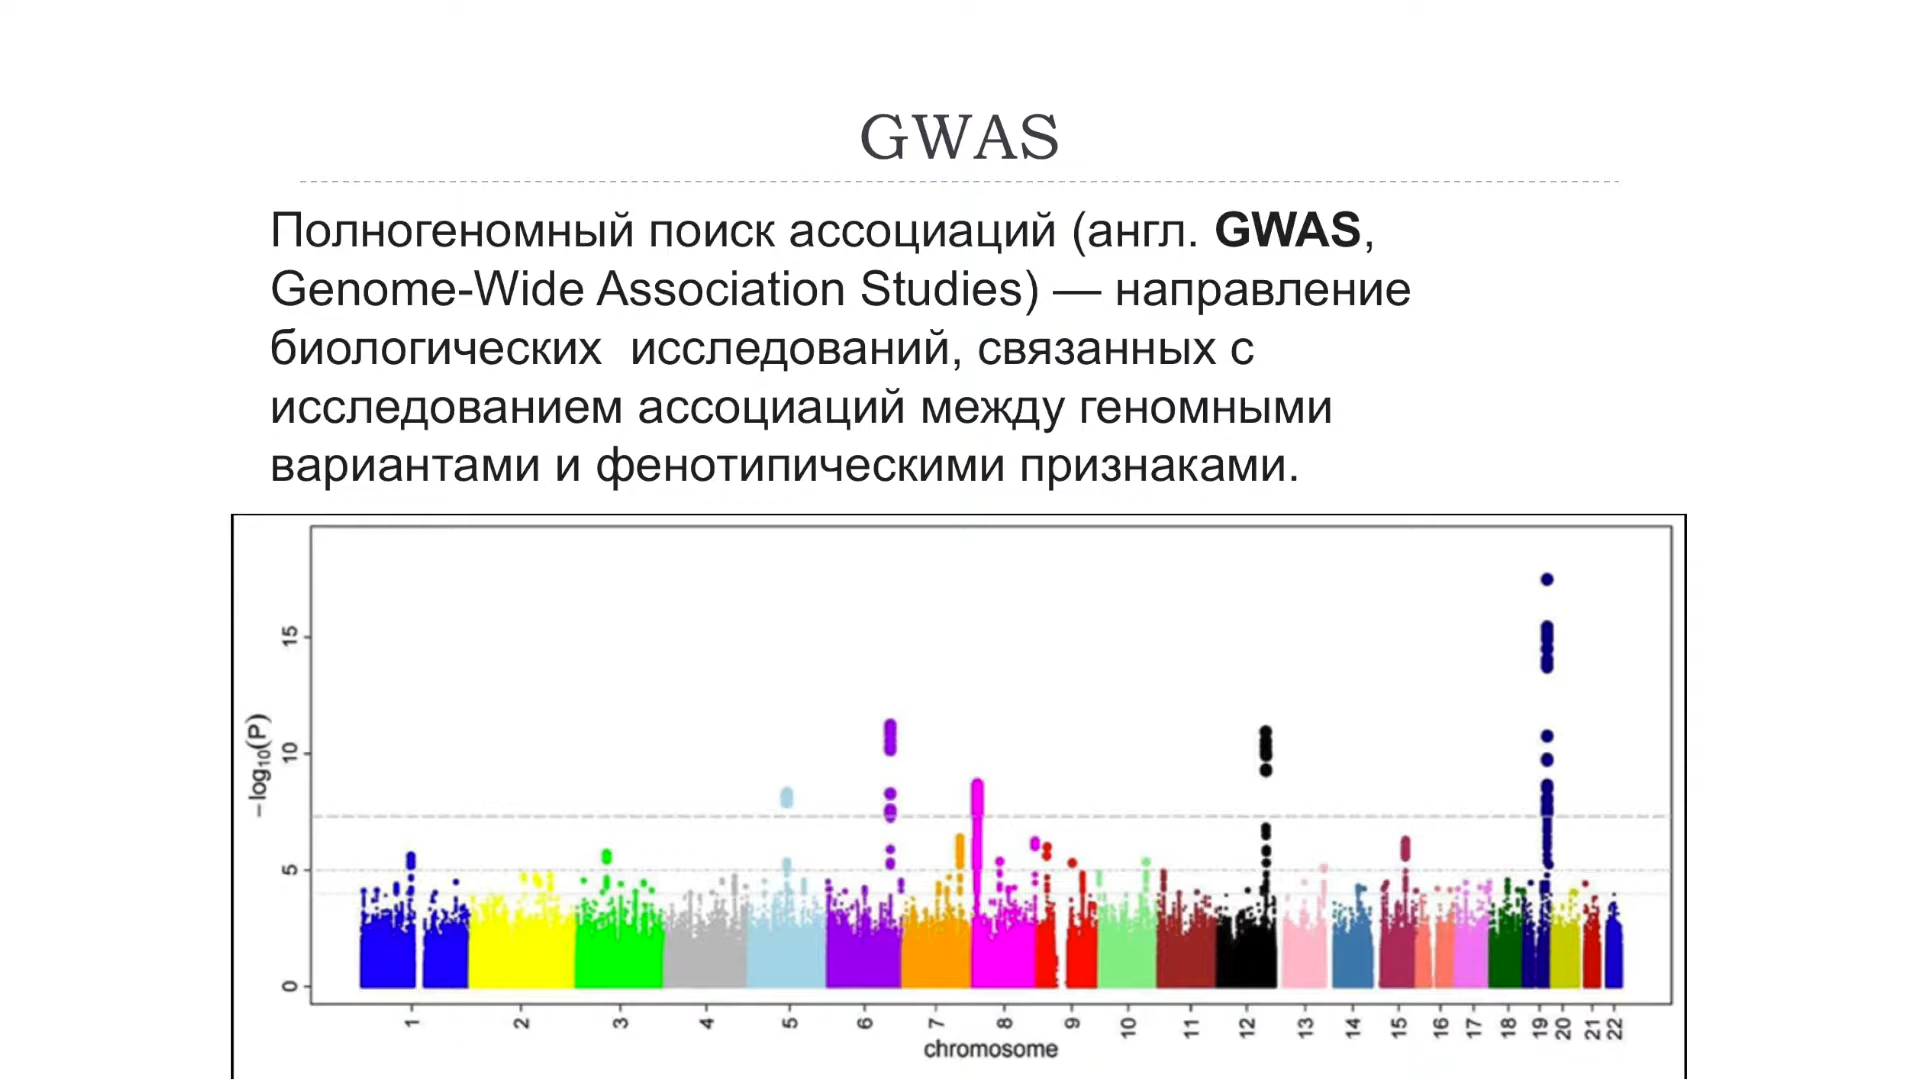 GWAS
Полногеномный поиск ассоциаций (англ. GWAS,
Genome-Wide Association Studies) — направление
биологических  исследований, связанных с
исследованием ассоциаций между геномными
вариантами и фенотипическими признаками.
−log10(P)
15
10
5
0
1 2 3 4 5 6 7 8 9 10 11 12 13 14 15 16 17 18 19 20 21 22
chromosome